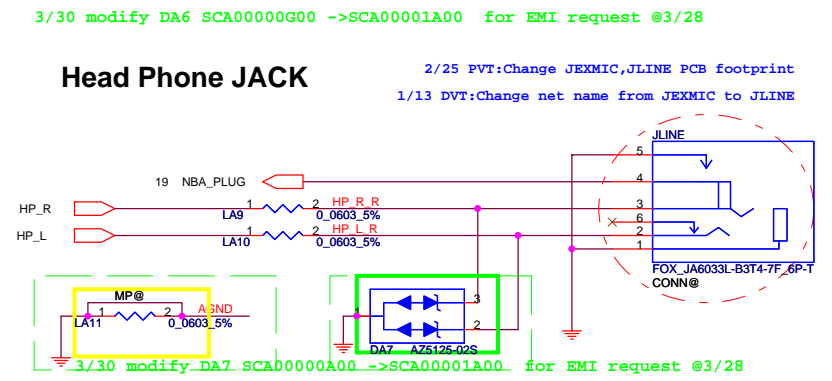 3/30 modify DA6 SCA00000G00 ->SCA00001A00 for EMI request @3/28
Head Phone JACK
2/25 PVT:Change JEXMIC,JLINE PCB footprint
1/13 DVT:Change net name from JEXMIC to JLINE
JLINE
5
19 NBA_PLUG
4
HP_R
1
2
HP_R_R
3
LA9
0_0603_5%
6
HP_L
1
2
HP_L_R
2
LA10
0_0603_5%
1
FOX_JA6033L-B3T4-7F_6P-T
CONN@
MP@
1
2
AGND
LA11
0_0603_5%
1
3
2
DA7
AZ5125-02S
3/30 modify DA7 SCA00000A00 ->SCA00001A00 for EMI request @3/28